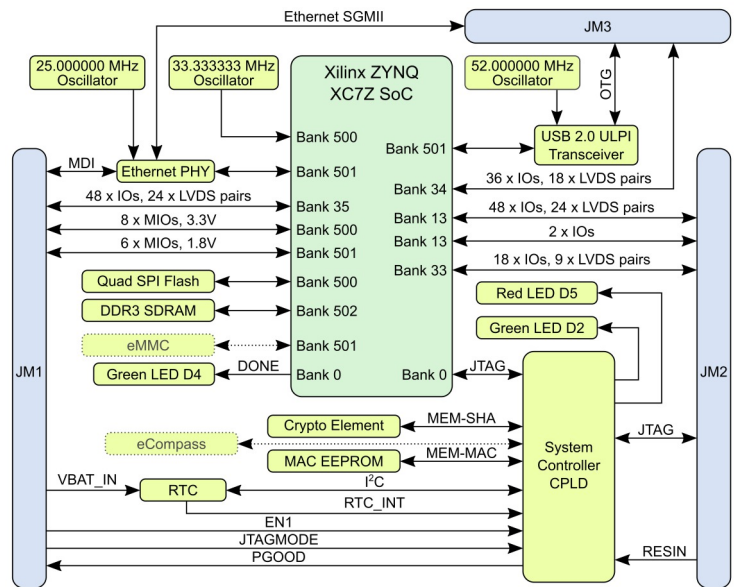 Ethernet SGMII
JM3
25.000000 MHz
Oscillator
33.333333 MHz
Oscillator
Xilinx ZYNQ
XC7Z SoC
52.000000 MHz
Oscillator
OTG
Bank 500
Bank 501
USB 2.0 ULPI
Transceiver
MDI
Ethernet PHY
Bank 501
Bank 34
36 x IOs, 18 x LVDS pairs
48 x IOs, 24 x LVDS pairs
Bank 35
Bank 13
48 x IOs, 24 x LVDS pairs
8 x MIOs, 3.3V
Bank 500
Bank 13
2 x IOs
6 x MIOs, 1.8V
Bank 501
Bank 33
18 x IOs, 9 x LVDS pairs
Quad SPI Flash
Bank 500
Red LED D5
DDR3 SDRAM
Bank 502
Green LED D2
eMMC
Bank 501
JM1
Green LED D4
DONE
Bank 0
Bank 0
JTAG
JM2
Crypto Element
MEM-SHA
eCompass
MAC EEPROM
MEM-MAC
System
Controller
CPLD
JTAG
VBAT_IN
RTC
I²C
RTC_INT
EN1
JTAGMODE
PGOOD
RESIN